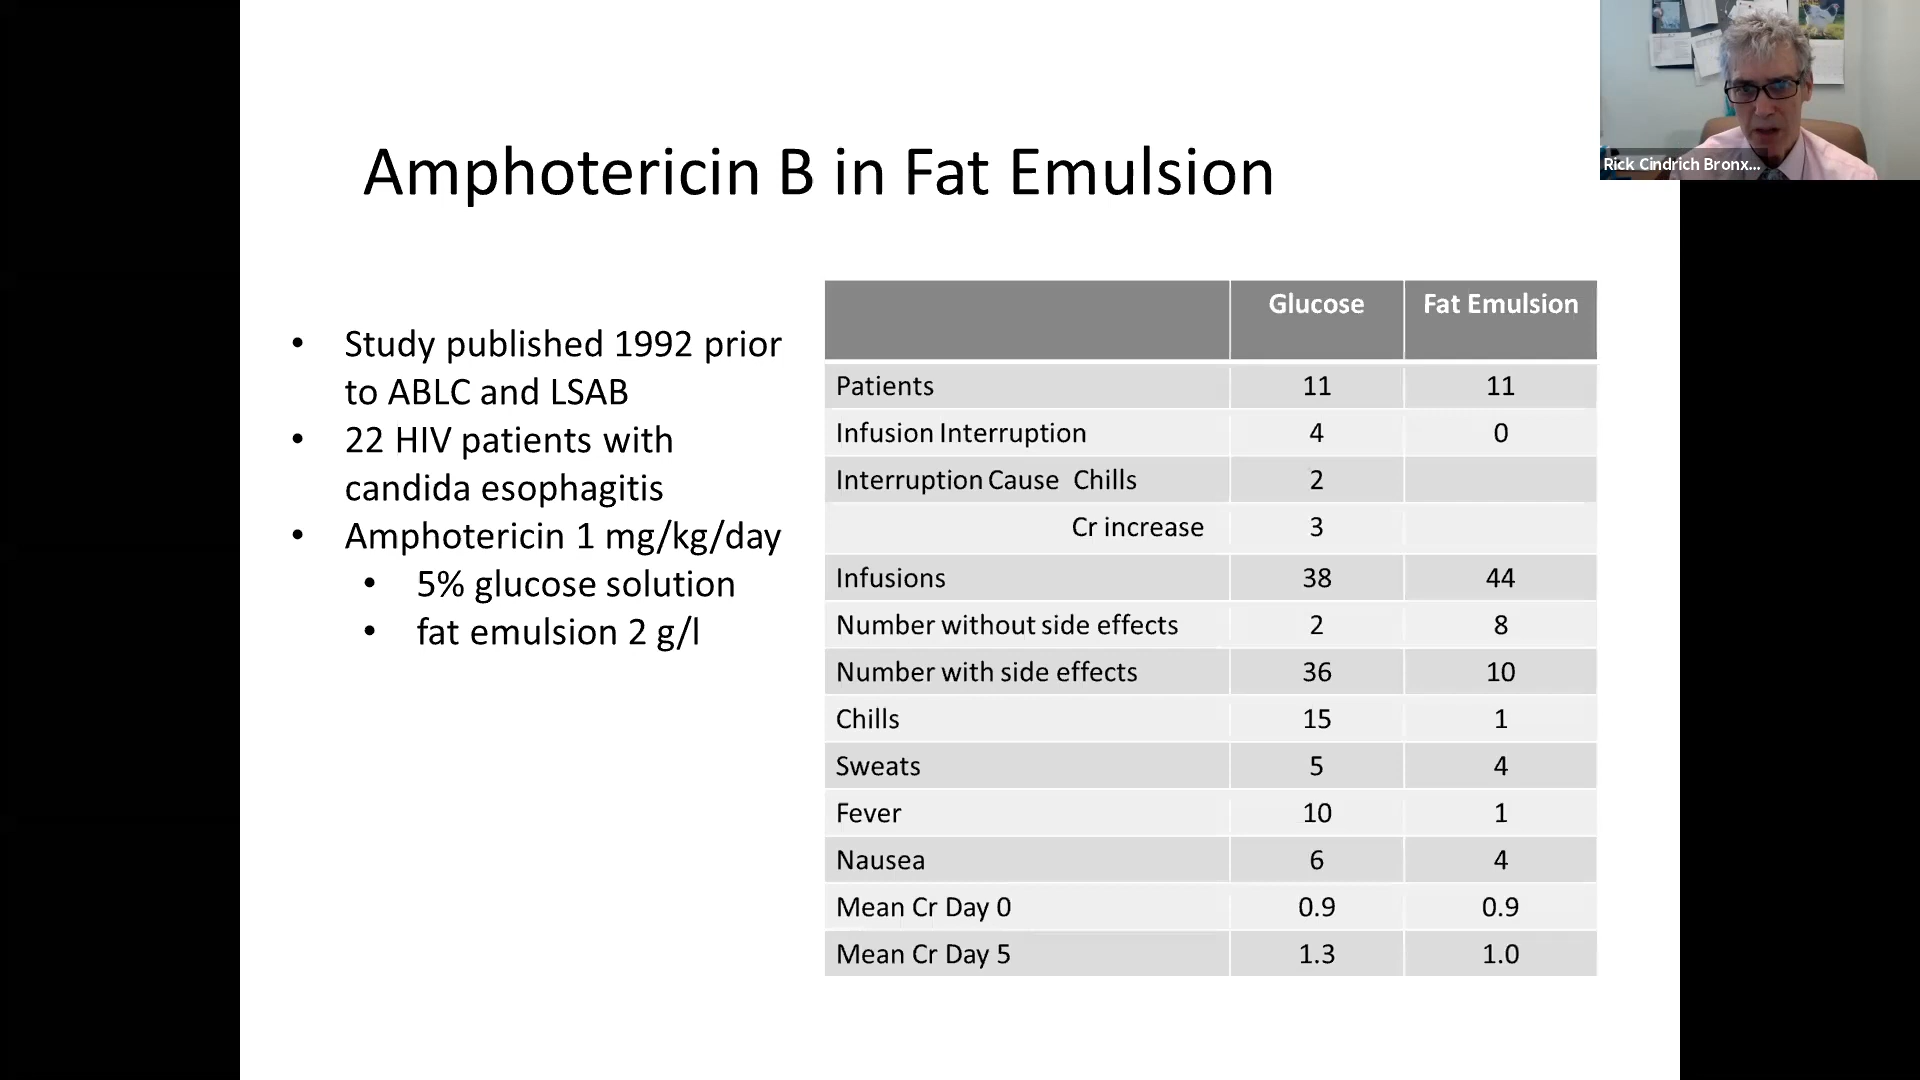 Rick Cindrich Bronx...
Amphotericin B in Fat Emulsion
• Study published 1992 prior
to ABLC and LSAB
• 22 HIV patients with
candida esophagitis
• Amphotericin 1 mg/kg/day
• 5% glucose solution
• fat emulsion 2 g/l
Glucose Fat Emulsion
Patients 11 11
Infusion Interruption 4 0
Interruption Cause Chills 2
Cr increase 3
Infusions 38 44
Number without side effects 2 8
Number with side effects 36 10
Chills 15 1
Sweats 5 4
Fever 10 1
Nausea 6 4
Mean Cr Day 0 0.9 0.9
Mean Cr Day 5 1.3 1.0